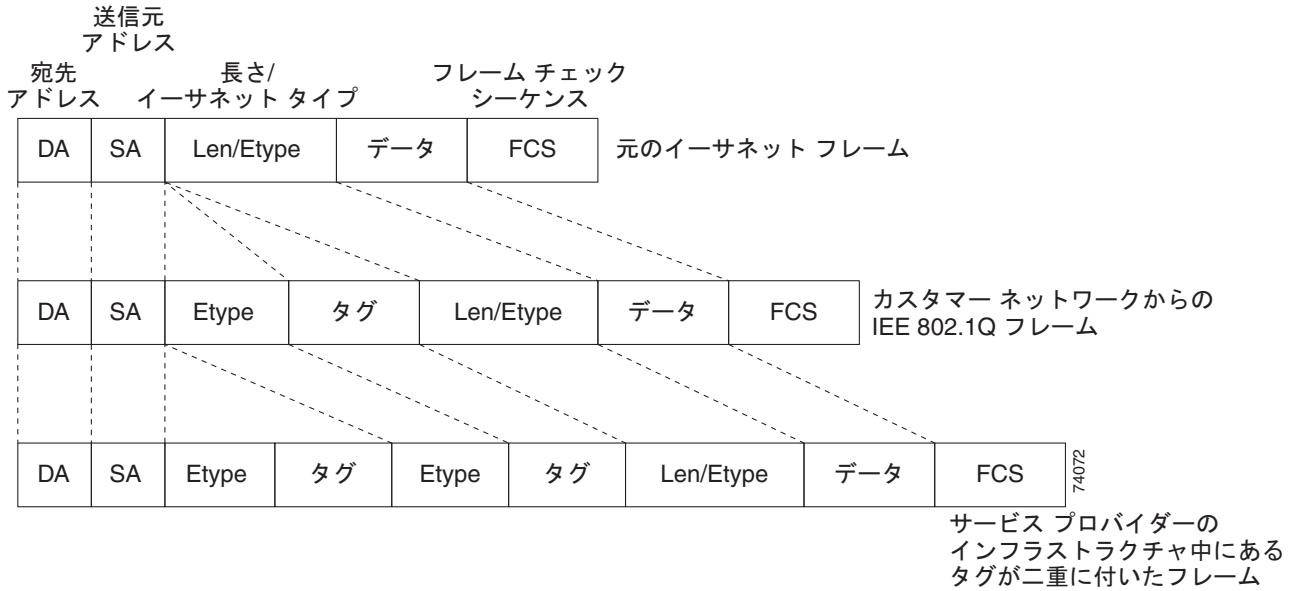 送信元
アドレス
宛先
アドレス
長さ/
イーサネット タイプ
フレーム チェック
シーケンス
DA SA Len/Etype データ FCS 元のイーサネット フレーム
DA SA Etype タグ Len/Etype データ FCS
カスタマー ネットワークからの
IEE 802.1Q フレーム
DA SA Etype タグ Etype タグ Len/Etype データ FCS
74072
サービス プロバイダーの
インフラストラクチャ中にある
タグが二重に付いたフレーム